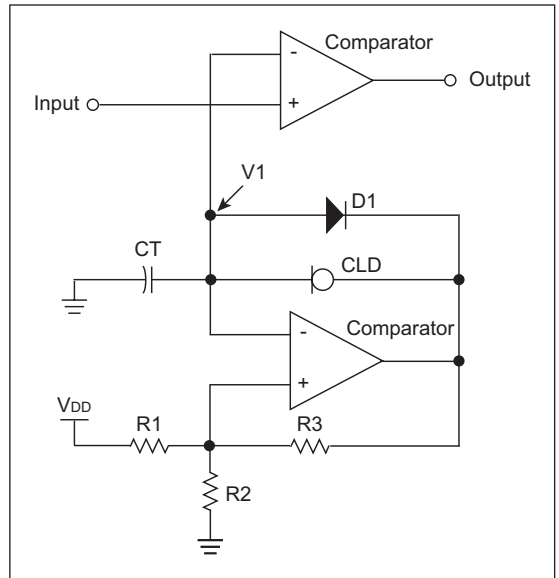 Comparator
-
Input
+
Output
V1
D1
CT
CLD
-
Comparator
+
VDD
R1
R3
R2